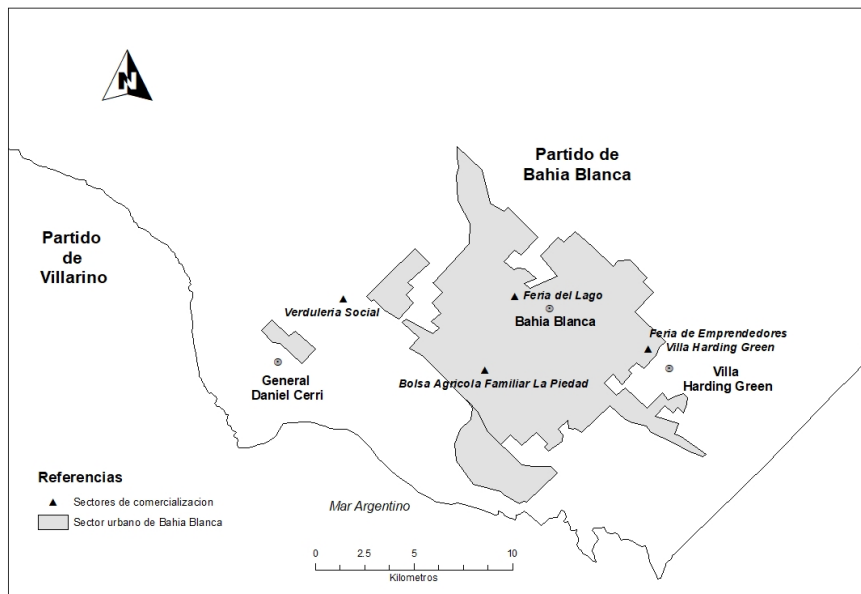 N
Partido de
Bahia Blanca
Partido
de
Villarino
Verduleria Social
Feria del Lago
Bahia Blanca
Feria de Emprendedores
Villa Harding Green
Villa
Harding Green
General
Daniel Cerri
Bolsa Agricola Familiar La Piedad
Referencias
Sectores de comercializacion
Sector urbano de Bahia Blanca
Mar Argentino
0 2.5 5 10
Kilometros